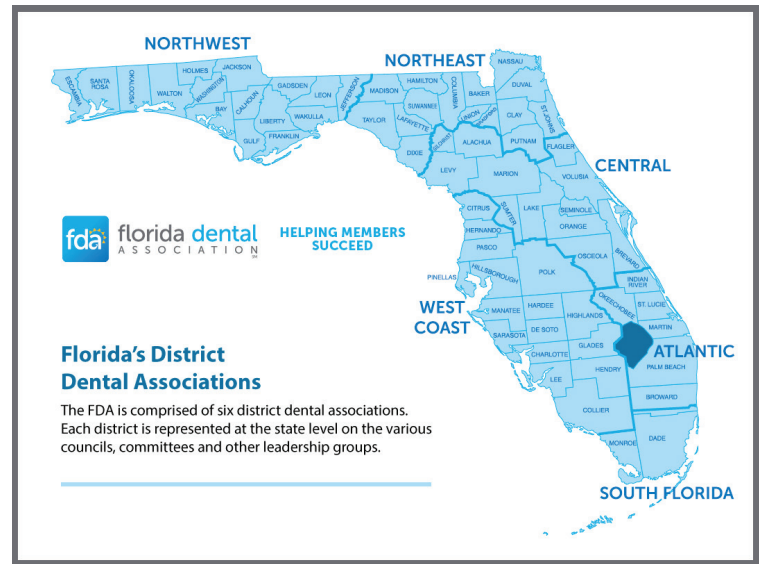 NORTHWEST
NORTHEAST
CENTRAL
WEST
COAST
ATLANTIC
SOUTH FLORIDA
ESCAMBIA
SANTA
ROSA
OKALOOSA
WALTON
HOLMES
JACKSON
WASHINGTON
BAY
CALHOUN
GULF
GADSDEN
LIBERTY
FRANKLIN
LEON
WAKULLA
JEFFERSON
MADISON
TAYLOR
HAMILTON
SUWANNEE
LAFAYETTE
DIXIE
COLUMBIA
BAKER
UNION
BRADFORD
NASSAU
DUVAL
CLAY
ST.JOHNS
PUTNAM
FLAGLER
GILCHRIST
ALACHUA
LEVY
MARION
VOLUSIA
CITRUS
SUMTER
LAKE
SEMINOLE
ORANGE
HERNANDO
PASCO
OSCEOLA
BREVARD
PINELLAS
HILLSBOROUGH
POLK
INDIAN
RIVER
OKEECHOBEE
ST. LUCIE
MANATEE
HARDEE
HIGHLANDS
MARTIN
SARASOTA
DE SOTO
CHARLOTTE
GLADES
PALM BEACH
LEE
HENDRY
BROWARD
COLLIER
MONROE
DADE
fda
florida dental
ASSOCIATION
SM
HELPING MEMBERS
SUCCEED
Florida's District
Dental Associations
The FDA is comprised of six district dental associations.
Each district is represented at the state level on the various
councils, committees and other leadership groups.